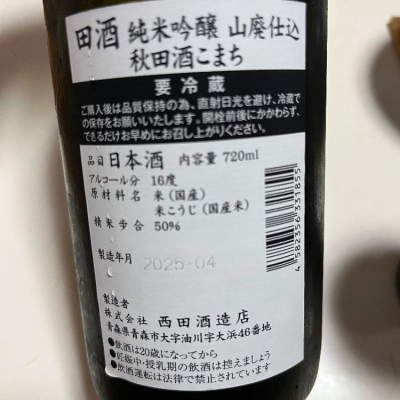 田酒 純米吟醸 山廃仕込
秋田酒こまち
要冷蔵
ご購入後は品質保持の為、直射日光を避け、冷蔵で
の保存をお願いいたします。開栓前後にかかわらず、
できるだけお早めにお召し上がりください。
品目 日本酒 内容量 720ml
アルコール分 16度
原材料名 米(国産)
米こうじ(国産米)
精米歩合 50%
製造年月 2025-04
4582356331855
製造者
株式会社 西田酒造店
青森県青森市大字油川字大浜46番地
●飲酒は20歳になってから
●妊娠中・授乳期の飲酒は控えましょう
●飲酒運転は法律で禁止されています